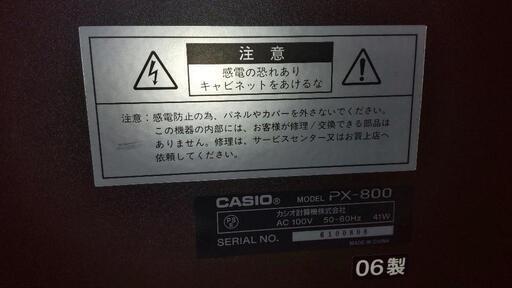 注 意
感電の恐れあり
キャビネットをあけるな
注意：感電防止の為、パネルやカバーを外さないでください。
この機器の内部には、お客様が修理／交換できる部品は
ありません。修理は、サービスセンター又はお買上店へ
依頼してください。
CASIO® MODEL PX-800
カシオ計算機株式会社
AC 100V 50-60Hz 41W
SERIAL NO. 6100808
MADE IN CHINA
06製